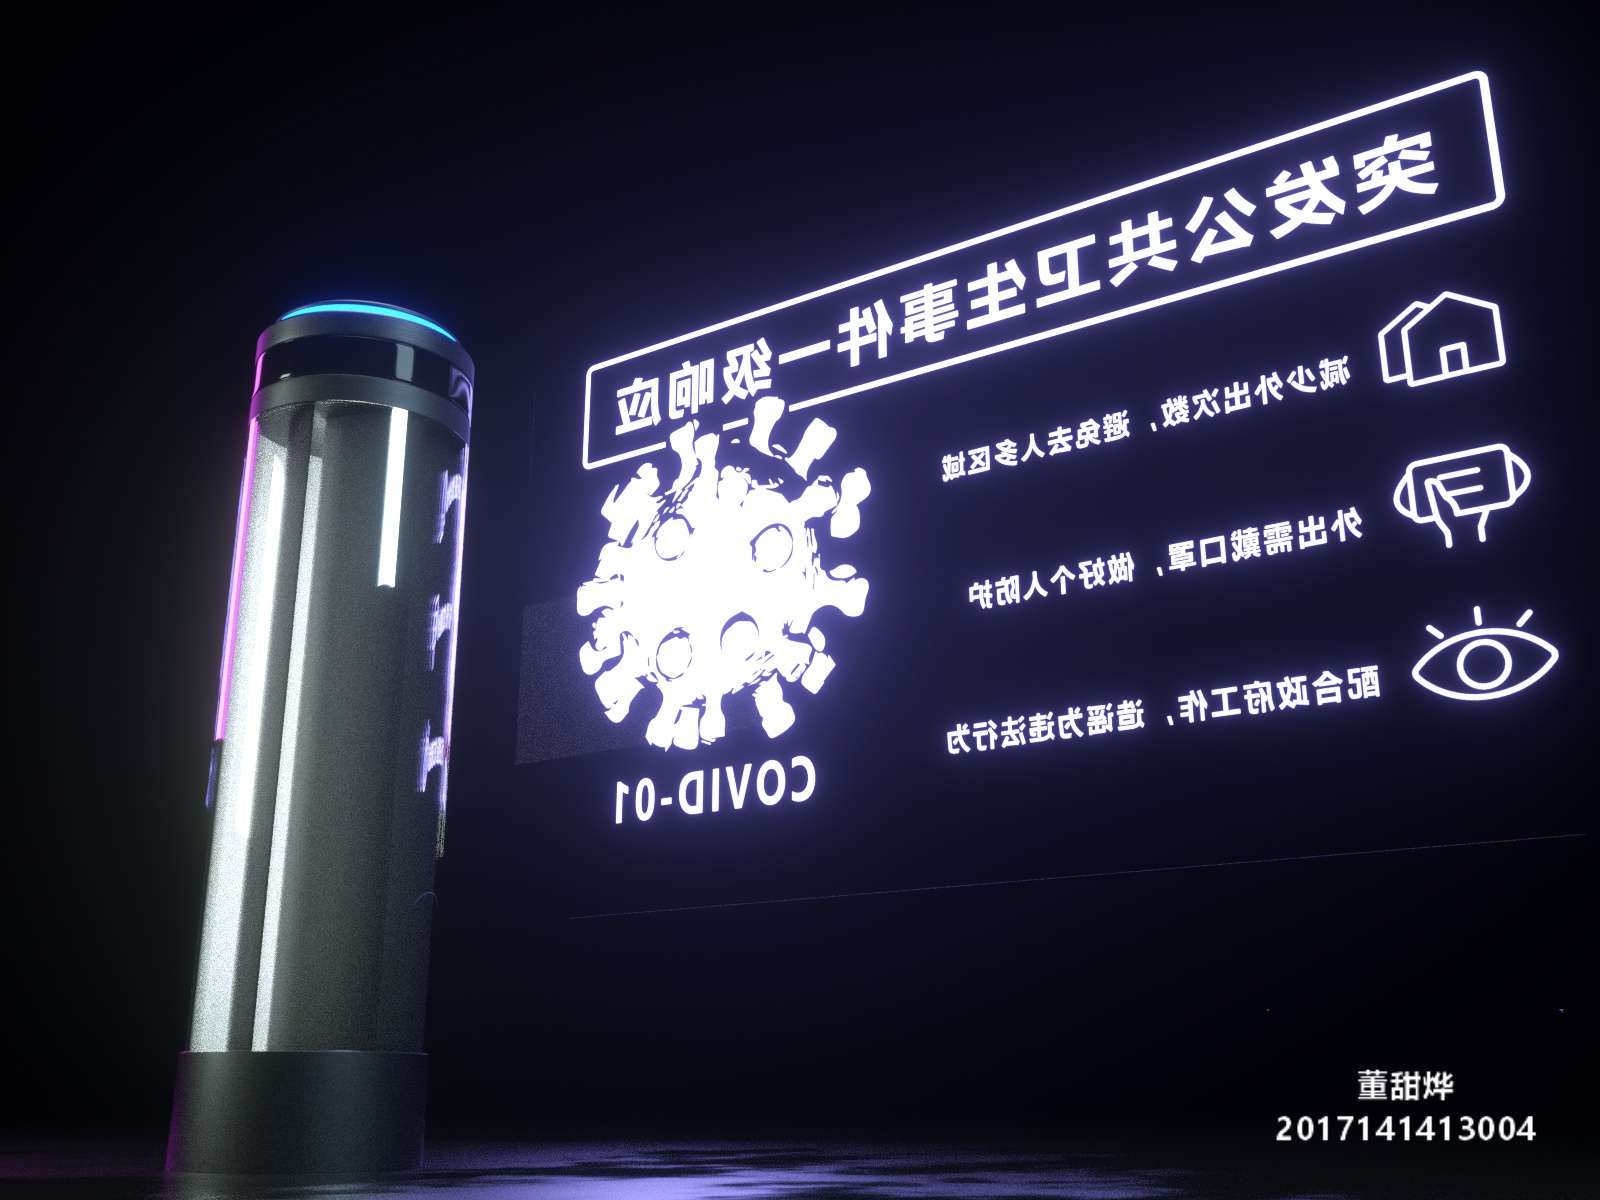 突发公共卫生事件一级响应
减少外出次数，避免去人多区域
外出需戴口罩，做好个人防护
配合政府工作，造谣为违法行为
COVID-01
董甜烨
2017141413004